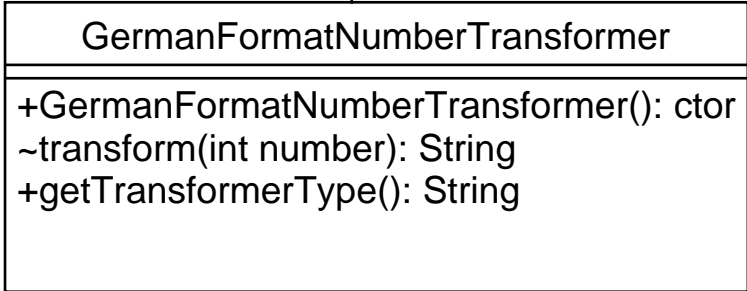 GermanFormatNumberTransformer
+GermanFormatNumberTransformer(): ctor
~transform(int number): String
+getTransformerType(): String